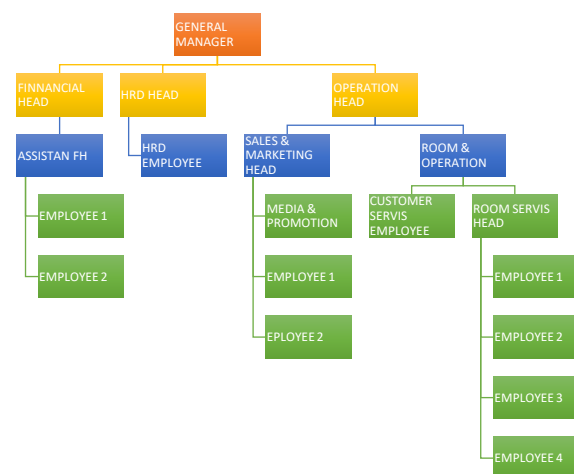 GENERAL
MANAGER
FINNANCIAL
HEAD
HRD HEAD
OPERATION
HEAD
ASSISTAN FH
HRD
EMPLOYEE
SALES &
MARKETING
HEAD
ROOM &
OPERATION
EMPLOYEE 1
MEDIA &
PROMOTION
CUSTOMER
SERVIS
EMPLOYEE
ROOM SERVIS
HEAD
EMPLOYEE 2
EMPLOYEE 1
EMPLOYEE 1
EPLOYEE 2
EMPLOYEE 2
EMPLOYEE 3
EMPLOYEE 4